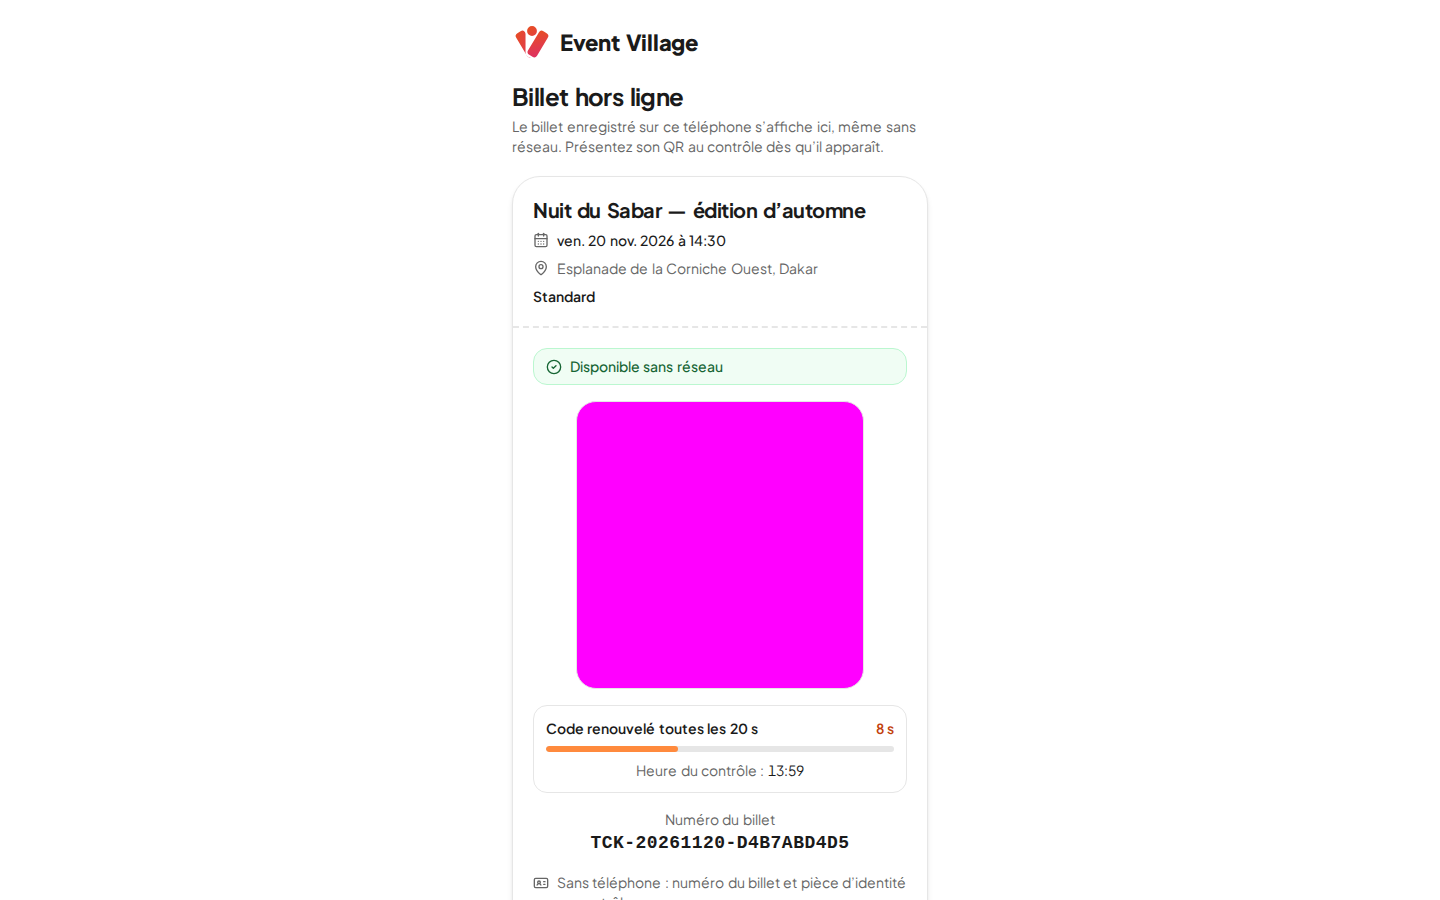 Event Village
Billet hors ligne
Le billet enregistré sur ce téléphone s’affiche ici, même sans
réseau. Présentez son QR au contrôle dès qu’il apparaît.
Nuit du Sabar — édition d’automne
ven. 20 nov. 2026 à 14:30
Esplanade de la Corniche Ouest, Dakar
Standard
Disponible sans réseau
Code renouvelé toutes les 20 s
8 s
Heure du contrôle : 13:59
Numéro du billet
TCK-20261120-D4B7ABD4D5
Sans téléphone : numéro du billet et pièce d’identité